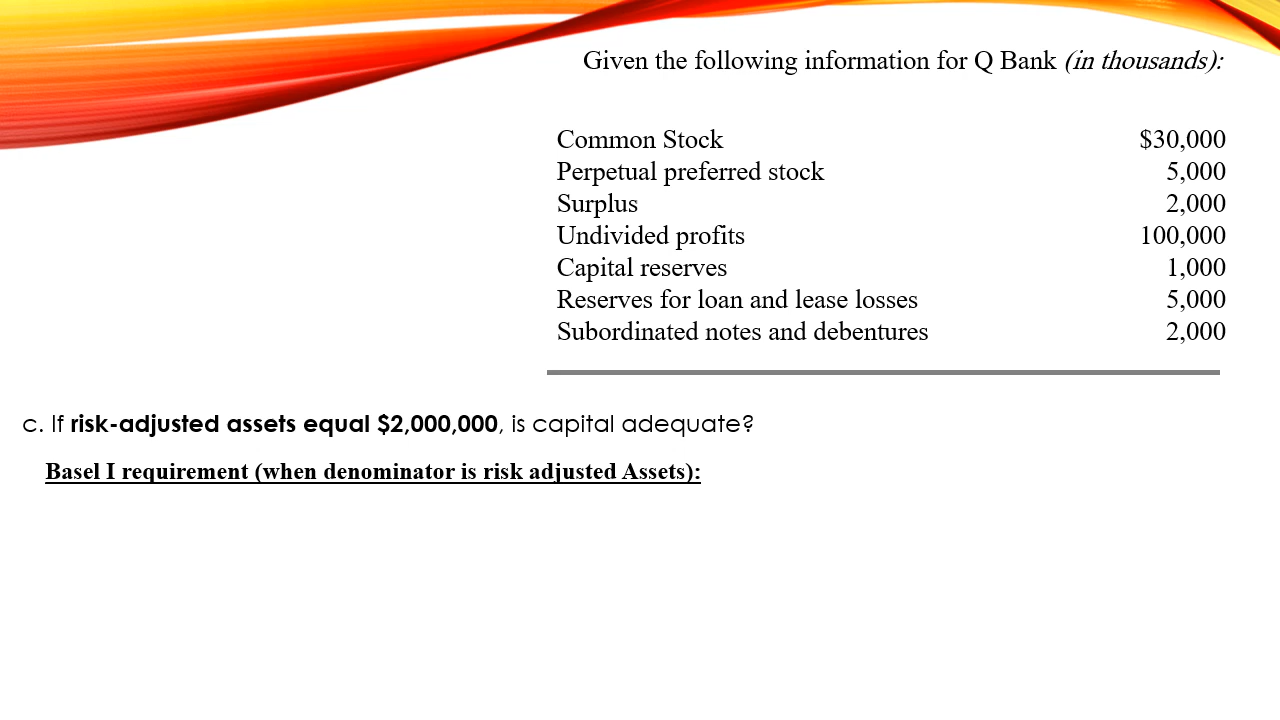 Given the following information for Q Bank (in thousands):
Common Stock $30,000
Perpetual preferred stock 5,000
Surplus 2,000
Undivided profits 100,000
Capital reserves 1,000
Reserves for loan and lease losses 5,000
Subordinated notes and debentures 2,000
c. If risk-adjusted assets equal $2,000,000, is capital adequate?
Basel I requirement (when denominator is risk adjusted Assets):